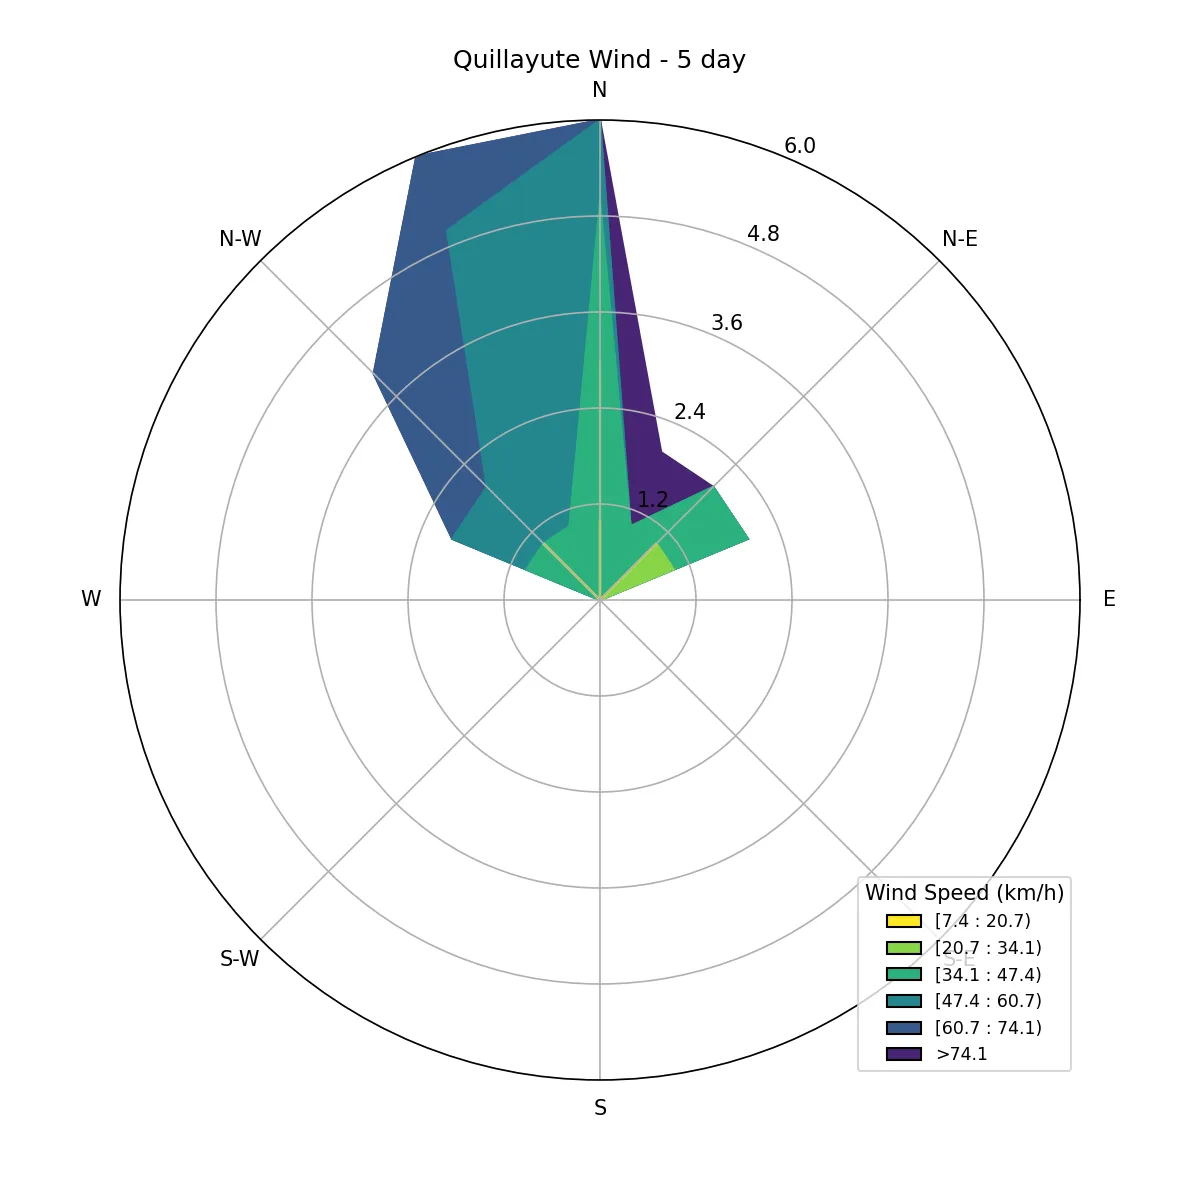 Quillayute Wind - 5 day
N
6.0
N-W
4.8
N-E
3.6
2.4
1.2
W
E
Wind Speed (km/h)
[7.4 : 20.7)
[20.7 : 34.1)
S-W
S-E
[34.1 : 47.4)
[47.4 : 60.7)
[60.7 : 74.1)
>74.1
S